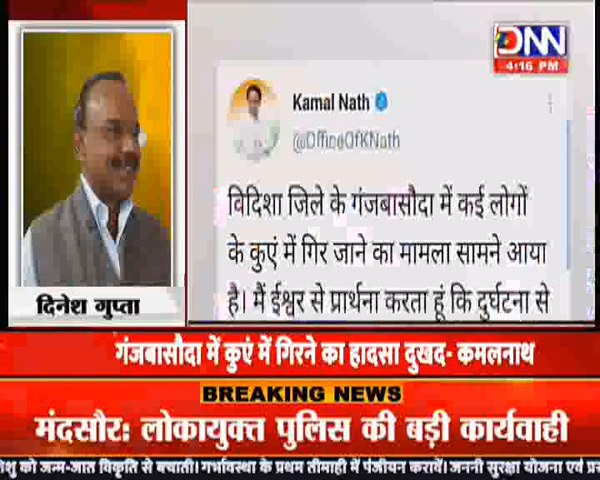 DNN
4:16 PM
Kamal Nath
@OfficeOfKNath
विदिशा जिले के गंजबासौदा में कई लोगों
के कुएं में गिर जाने का मामला सामने आया
है। मैं ईश्वर से प्रार्थना करता हूं कि दुर्घटना से
दिनेश गुप्ता
गंजबासौदा में कुएं में गिरने का हादसा दुखद- कमलनाथ
BREAKING NEWS
मंदसौर: लोकायुक्त पुलिस की बड़ी कार्यवाही
शिशु को जन्म-जात विकृति से बचाती। गर्भावस्था के प्रथम तीमाही में पंजीयन करावें। जननी सुरक्षा योजना एवं